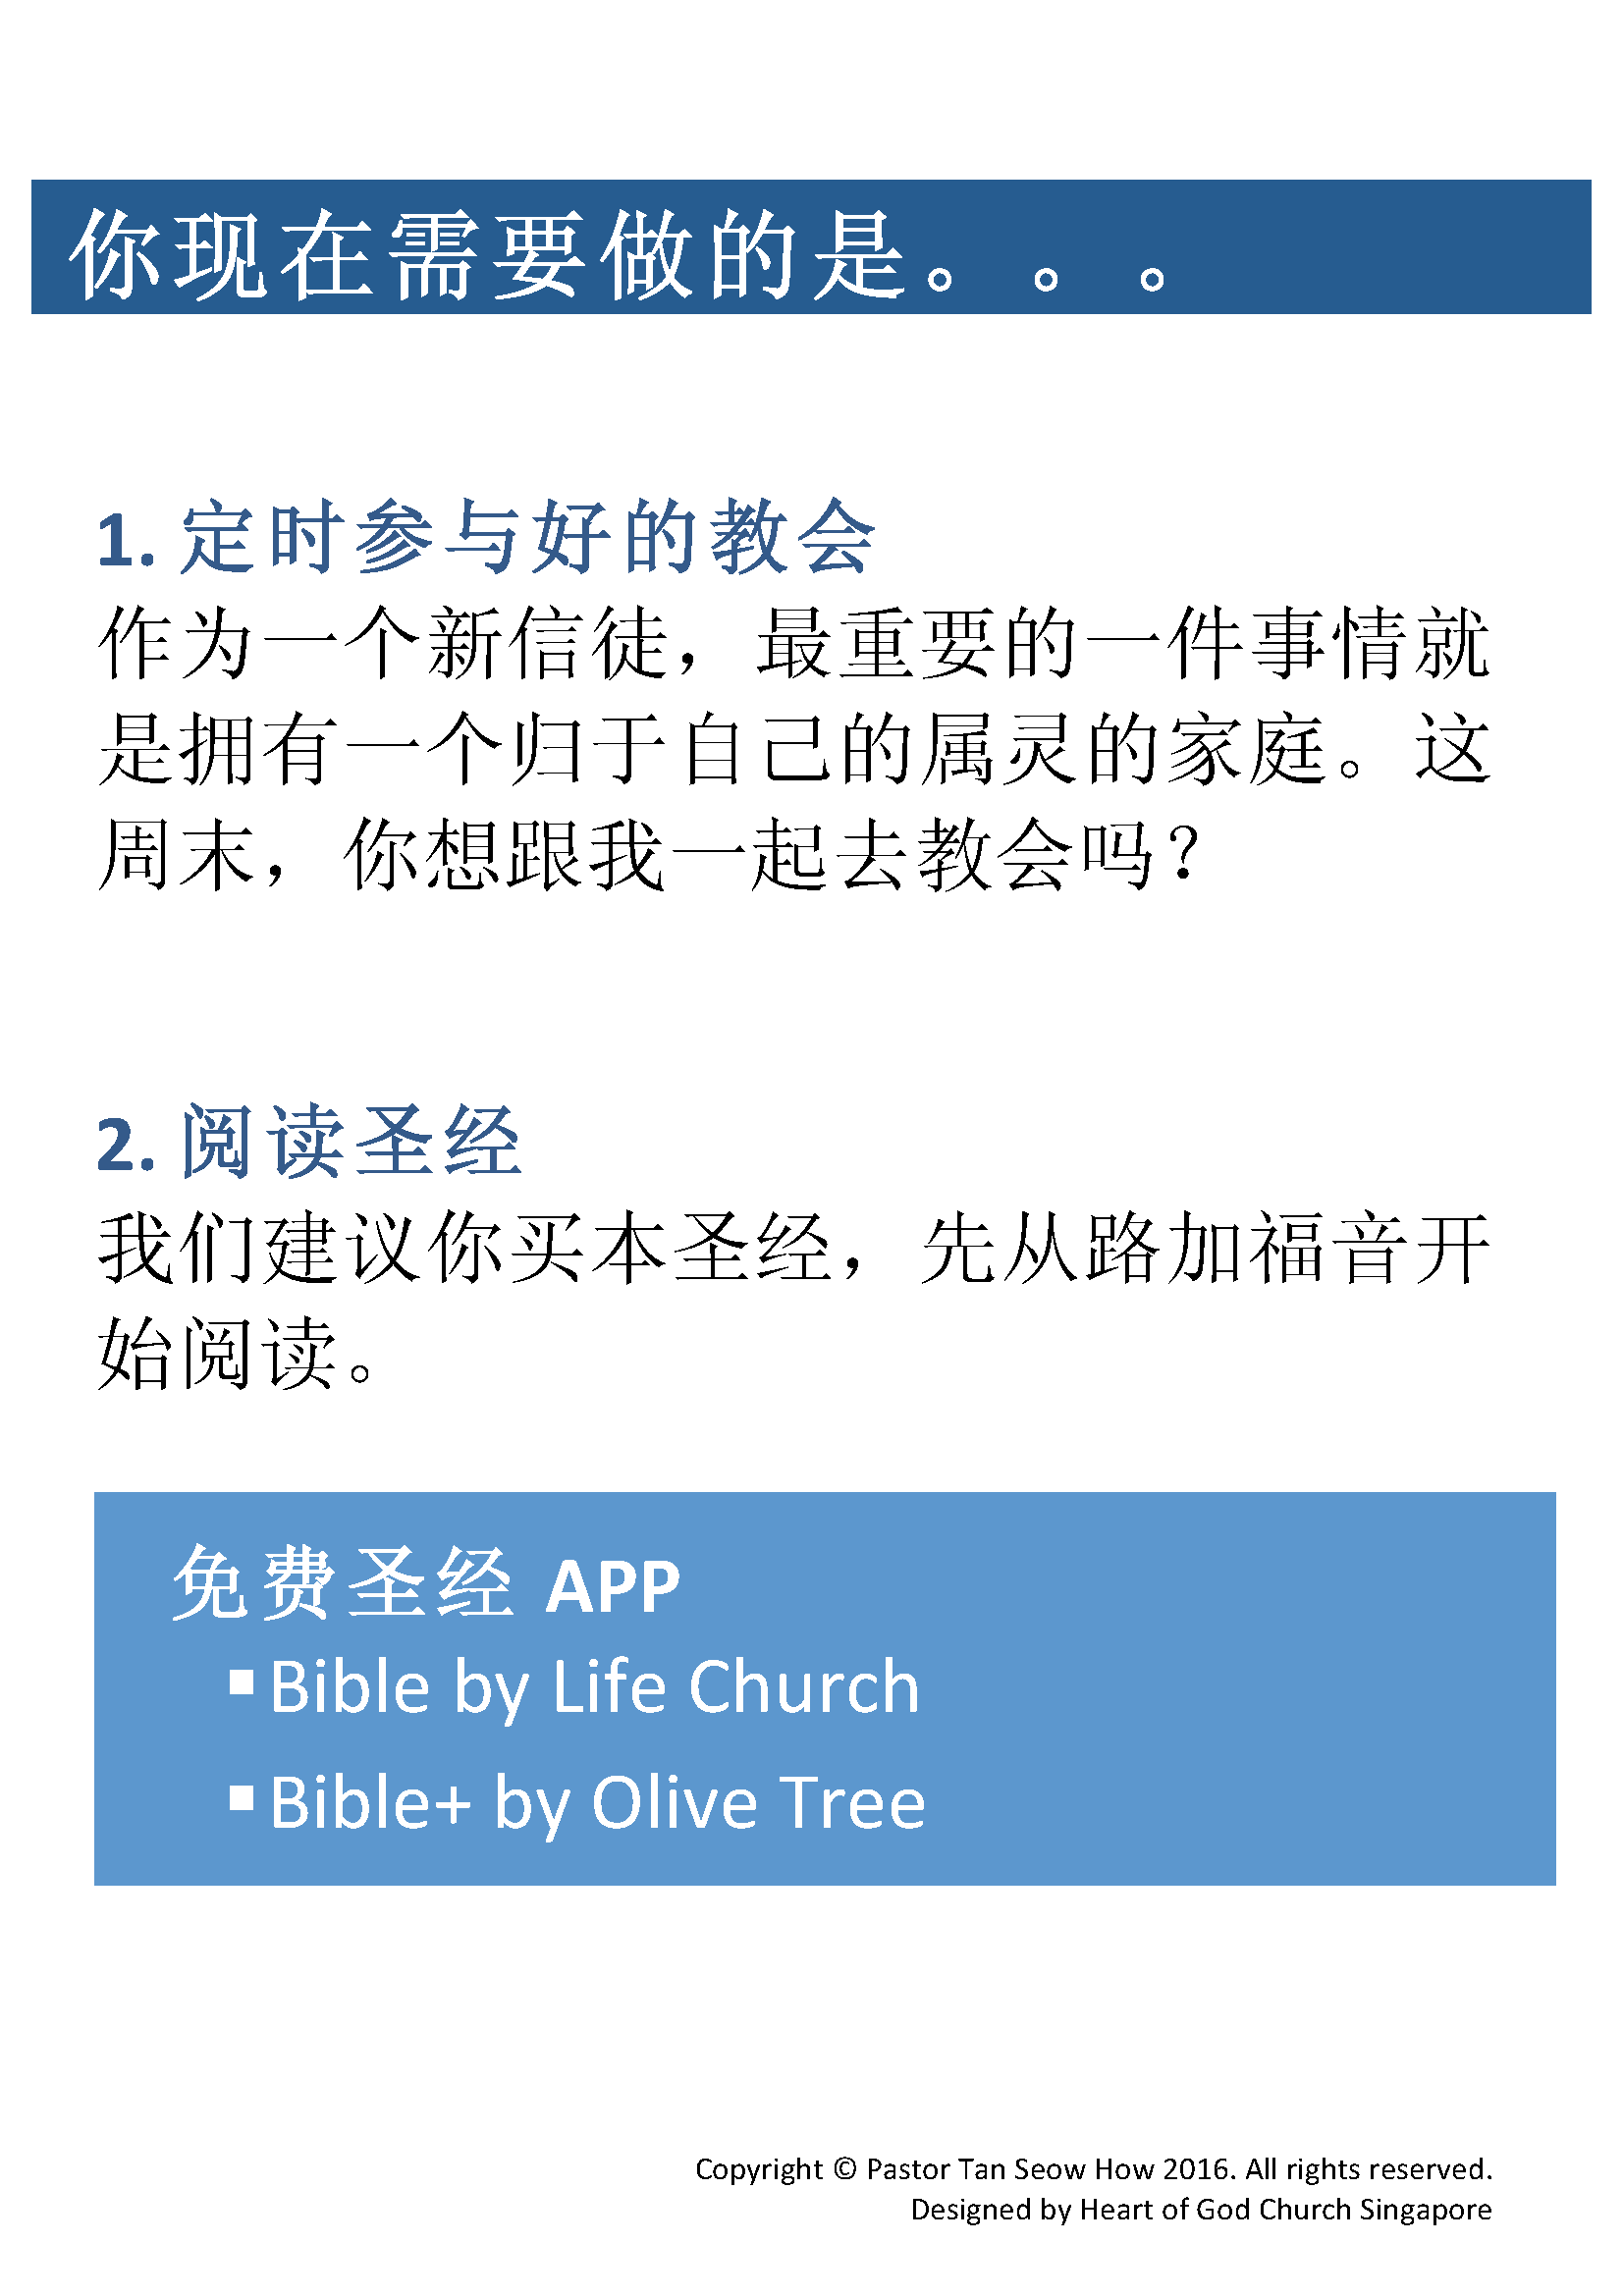 你现在需要做的是。。。
1. 定时参与好的教会
作为一个新信徒，最重要的一件事情就
是拥有一个归于自己的属灵的家庭。这
周末，你想跟我一起去教会吗？
2. 阅读圣经
我们建议你买本圣经，先从路加福音开
始阅读。
免费圣经 APP
▪ Bible by Life Church
▪ Bible+ by Olive Tree
Copyright © Pastor Tan Seow How 2016. All rights reserved.
Designed by Heart of God Church Singapore